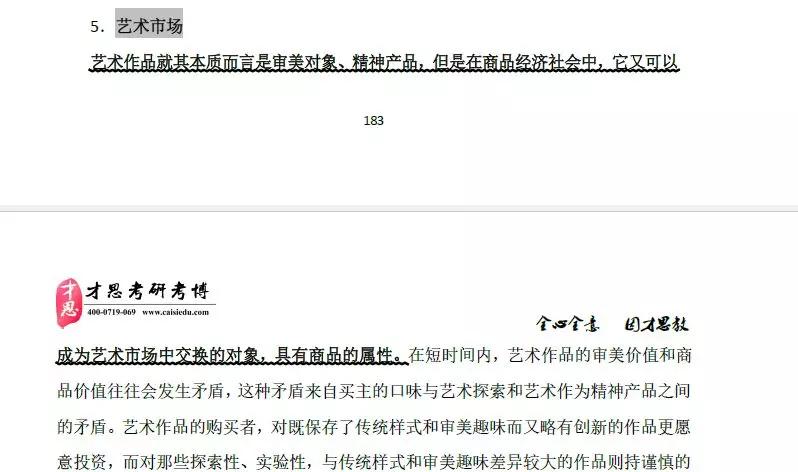 5. 艺术市场
艺术作品就其本质而言是审美对象、精神产品，但是在商品经济社会中，它又可以
183
才思
才思考研考博
400-0719-069 www.caisiedu.com
全心全意 因才思教
成为艺术市场中交换的对象，具有商品的属性。在短时间内，艺术作品的审美价值和商
品价值往往会发生矛盾，这种矛盾来自买主的口味与艺术探索和艺术作为精神产品之间
的矛盾。艺术作品的购买者，对既保存了传统样式和审美趣味而又略有创新的作品更愿
意投资，而对那些探索性、实验性，与传统样式和审美趣味差异较大的作品则持谨慎的